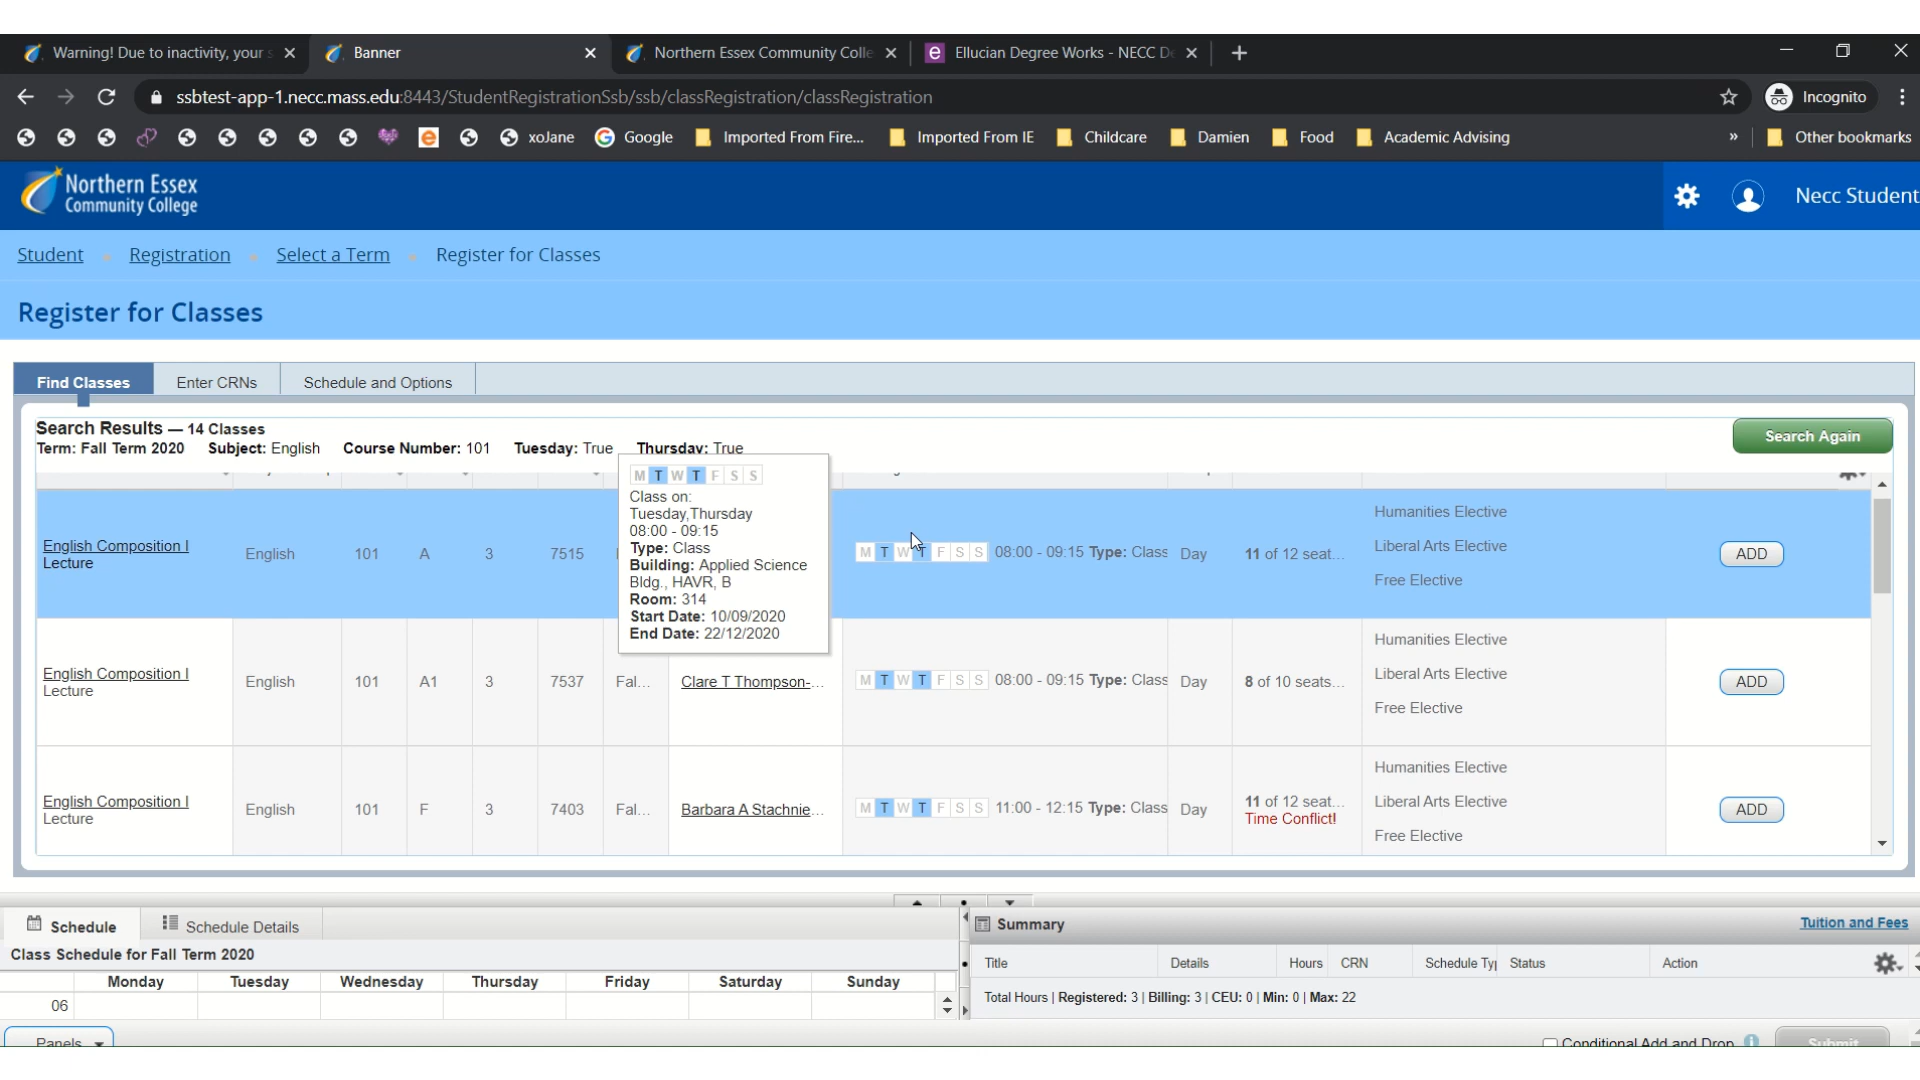 Warning! Due to inactivity, your s
Banner
Northern Essex Community Colle
Ellucian Degree Works - NECC De
ssbtest-app-1.necc.mass.edu:8443/StudentRegistrationSsb/ssb/classRegistration/classRegistration
Incognito
xoJane
Google
Imported From Fire...
Imported From IE
Childcare
Damien
Food
Academic Advising
»
Other bookmarks
Northern Essex
Community College
Necc Student
Student
Registration
Select a Term
Register for Classes
Register for Classes
Find Classes
Enter CRNs
Schedule and Options
Search Results — 14 Classes
Term: Fall Term 2020 Subject: English Course Number: 101 Tuesday: True Thursday: True
Search Again
M T W T F S S
Class on:
Tuesday,Thursday
08:00 - 09:15
Type: Class
Building: Applied Science
Bldg., HAVR, B
Room: 314
Start Date: 10/09/2020
End Date: 22/12/2020
English Composition I
Lecture
English
101
A
3
7515
M T W T F S S 08:00 - 09:15 Type: Class
Day
11 of 12 seat...
Humanities Elective
Liberal Arts Elective
Free Elective
ADD
English Composition I
Lecture
English
101
A1
3
7537
Fal...
Clare T Thompson-...
M T W T F S S 08:00 - 09:15 Type: Class
Day
8 of 10 seats...
Humanities Elective
Liberal Arts Elective
Free Elective
ADD
English Composition I
Lecture
English
101
F
3
7403
Fal...
Barbara A Stachnie...
M T W T F S S 11:00 - 12:15 Type: Class
Day
11 of 12 seat...
Time Conflict!
Humanities Elective
Liberal Arts Elective
Free Elective
ADD
Schedule
Schedule Details
Class Schedule for Fall Term 2020
Monday Tuesday Wednesday Thursday Friday Saturday Sunday
06
Summary
Tuition and Fees
Title Details Hours CRN Schedule Ty Status Action
Total Hours | Registered: 3 | Billing: 3 | CEU: 0 | Min: 0 | Max: 22
Panels
Conditional Add and Drop
Submit